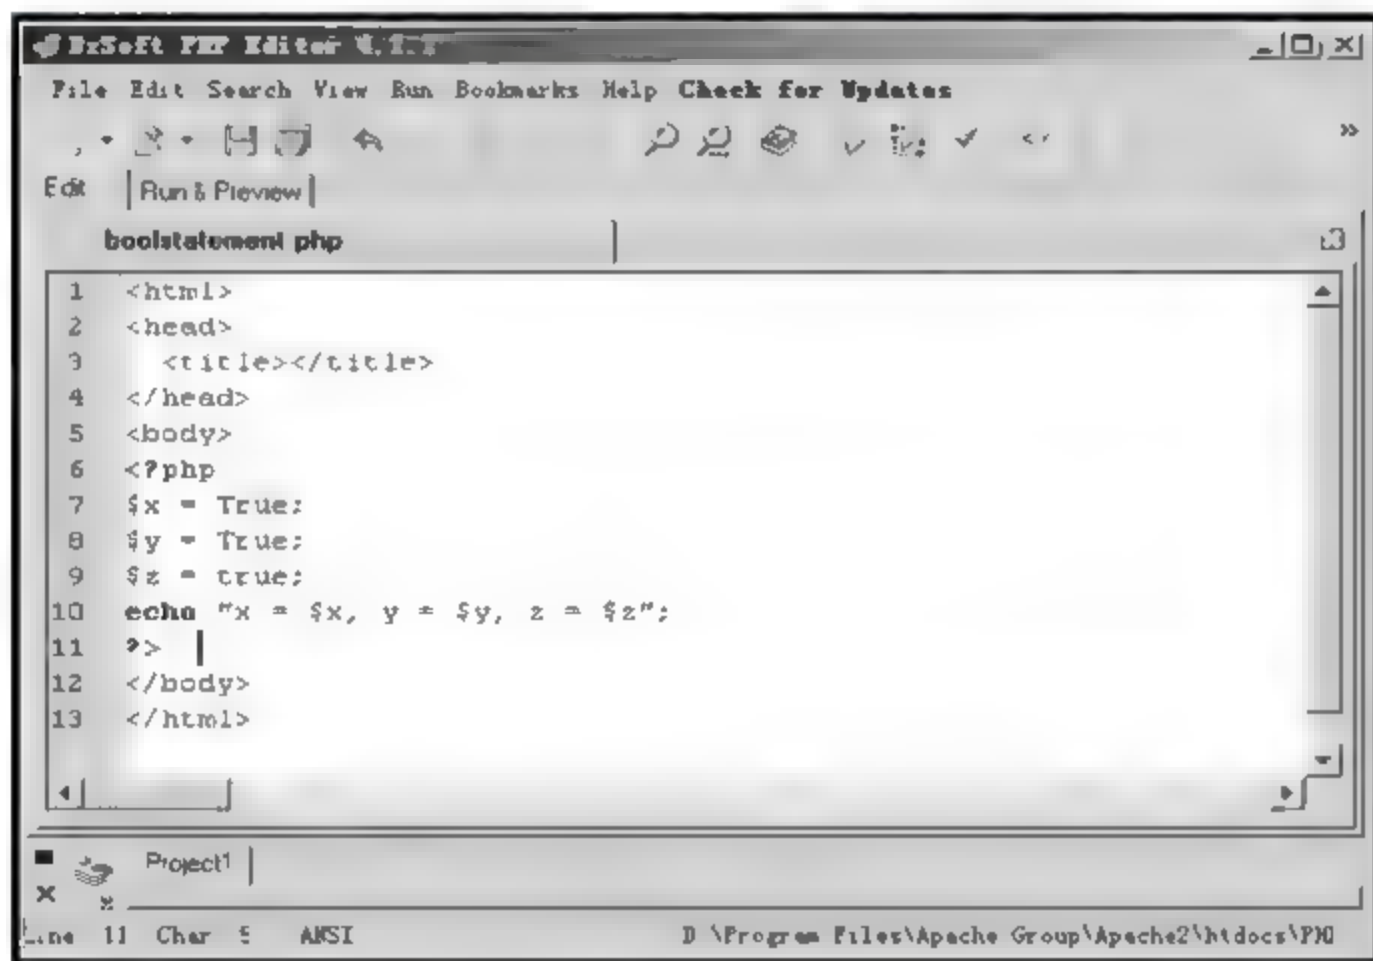 DzSoft PHP Editor
File Edit Search View Run Bookmarks Help Check for Updates
Edit Run & Preview
boolstatement php
1 <html>
2 <head>
3 <title></title>
4 </head>
5 <body>
6 <?php
7 $x = True;
8 $y = True;
9 $z = true;
10 echo "x = $x, y = $y, z = $z";
11 ?>
12 </body>
13 </html>
Project1
Line 11 Char 5 ANSI D \Program Files\Apache Group\Apache2\htdocs\